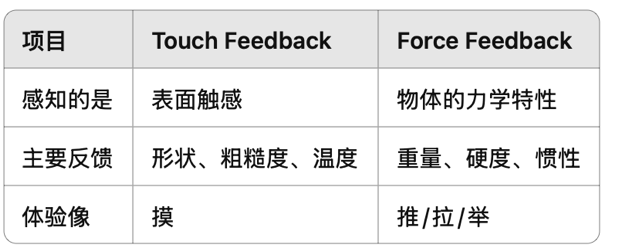 项目 Touch Feedback Force Feedback
感知的是 表面触感 物体的力学特性
主要反馈 形状、粗糙度、温度 重量、硬度、惯性
体验像 摸 推/拉/举